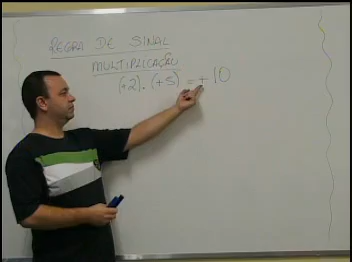 REGRA DE SINAL
MULTIPLICAÇÃO
(+2). (+5) = + 10